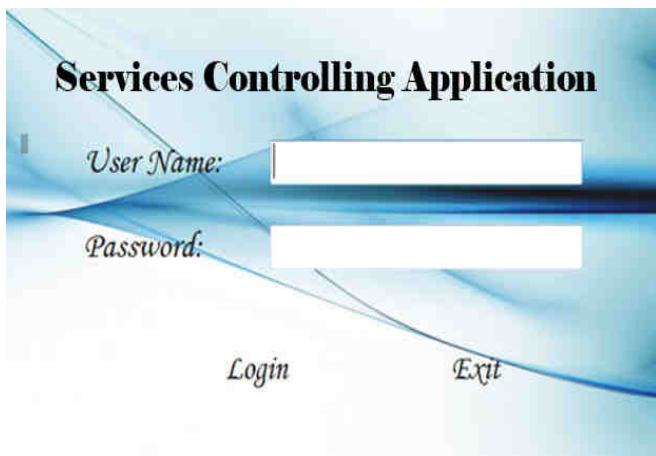 Services Controlling Application
User Name:
Password:
Login Exit